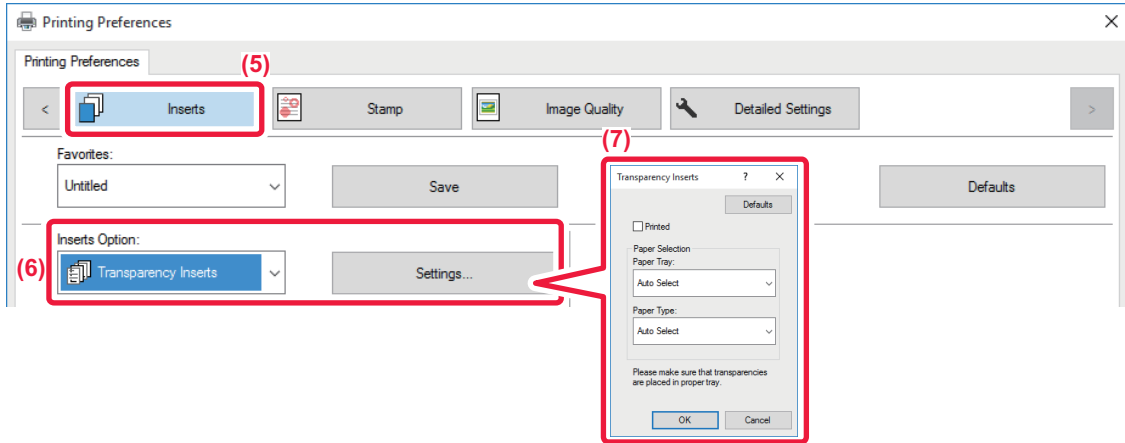 Printing Preferences
Printing Preferences
(5)
<
Inserts
Stamp
Image Quality
Detailed Settings
>
Favorites:
Untitled
Save
Defaults
(6)
Inserts Option:
Transparency Inserts
Settings...
(7)
Transparency Inserts
?
Defaults
Printed
Paper Selection
Paper Tray:
Auto Select
Paper Type:
Auto Select
Please make sure that transparencies
are placed in proper tray.
OK
Cancel